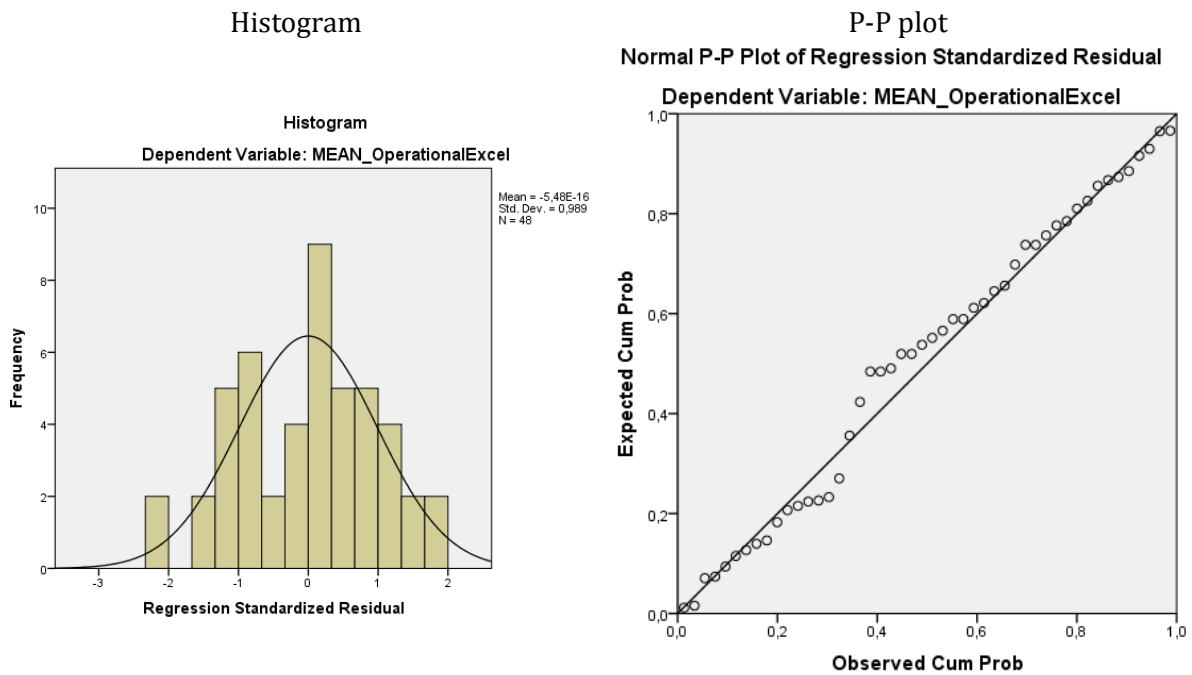 Histogram
P-P plot
Normal P-P Plot of Regression Standardized Residual
Dependent Variable: MEAN_OperationalExcel
Histogram
Dependent Variable: MEAN_OperationalExcel
Mean = -5,48E-16
Std. Dev. = 0,989
N = 48
Frequency
10
8
6
4
2
0
-3 -2 -1 0 1 2
Regression Standardized Residual
Expected Cum Prob
1,0
0,8
0,6
0,4
0,2
0,0
0,0 0,2 0,4 0,6 0,8 1,0
Observed Cum Prob